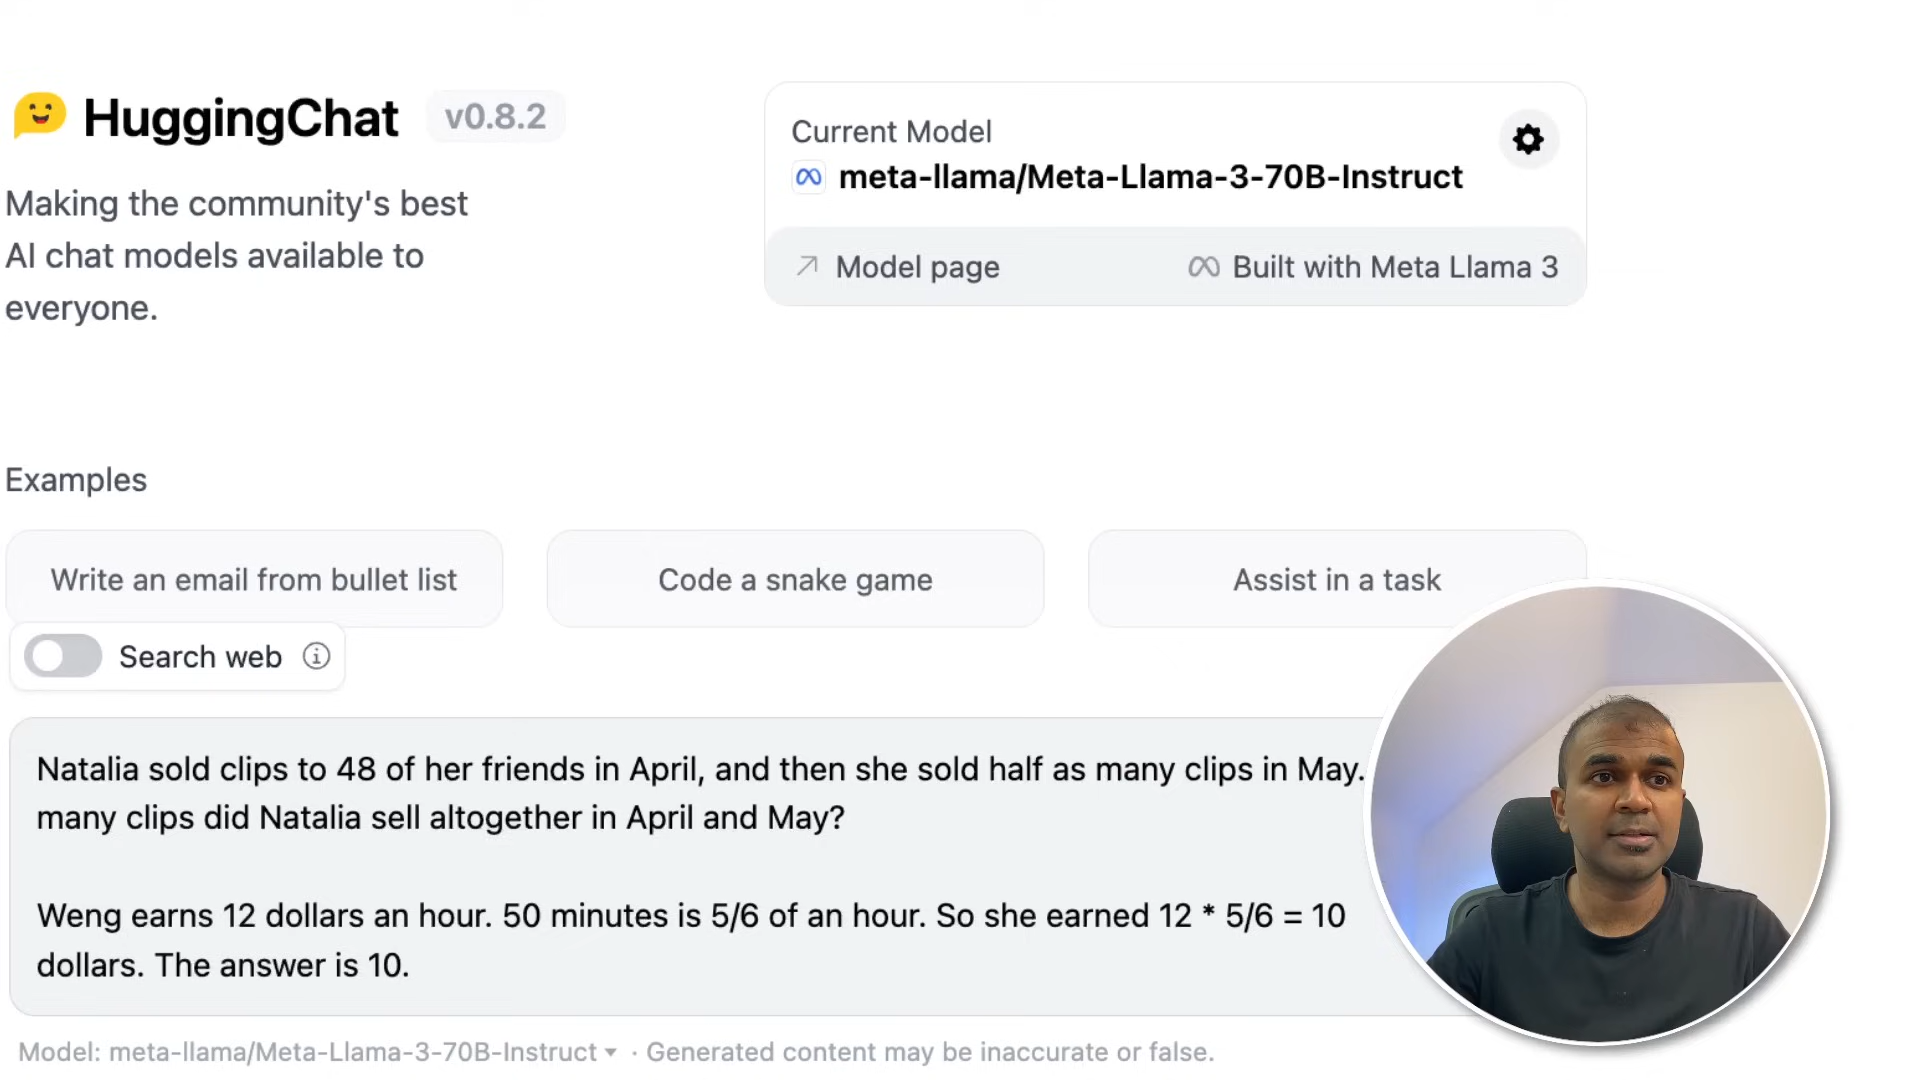 HuggingChat v0.8.2
Making the community's best
AI chat models available to
everyone.
Current Model
meta-llama/Meta-Llama-3-70B-Instruct
Model page
Built with Meta Llama 3
Examples
Write an email from bullet list
Code a snake game
Assist in a task
Search web
Natalia sold clips to 48 of her friends in April, and then she sold half as many clips in May.
many clips did Natalia sell altogether in April and May?
Weng earns 12 dollars an hour. 50 minutes is 5/6 of an hour. So she earned 12 * 5/6 = 10
dollars. The answer is 10.
Model: meta-llama/Meta-Llama-3-70B-Instruct · Generated content may be inaccurate or false.